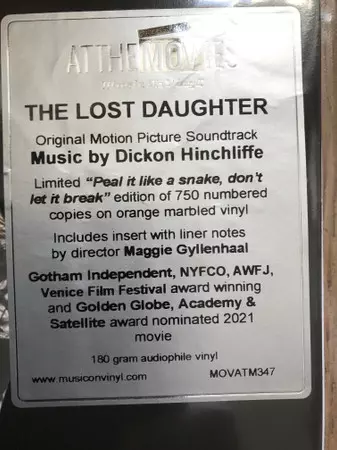 AT THE MOVIES
THE LOST DAUGHTER
Original Motion Picture Soundtrack
Music by Dickon Hinchliffe
Limited "Peal it like a snake, don't
let it break" edition of 750 numbered
copies on orange marbled vinyl
Includes insert with liner notes
by director Maggie Gyllenhaal
Gotham Independent, NYFCO, AWFJ,
Venice Film Festival award winning
and Golden Globe, Academy &
Satellite award nominated 2021
movie
180 gram audiophile vinyl
www.musiconvinyl.com MOVATM347